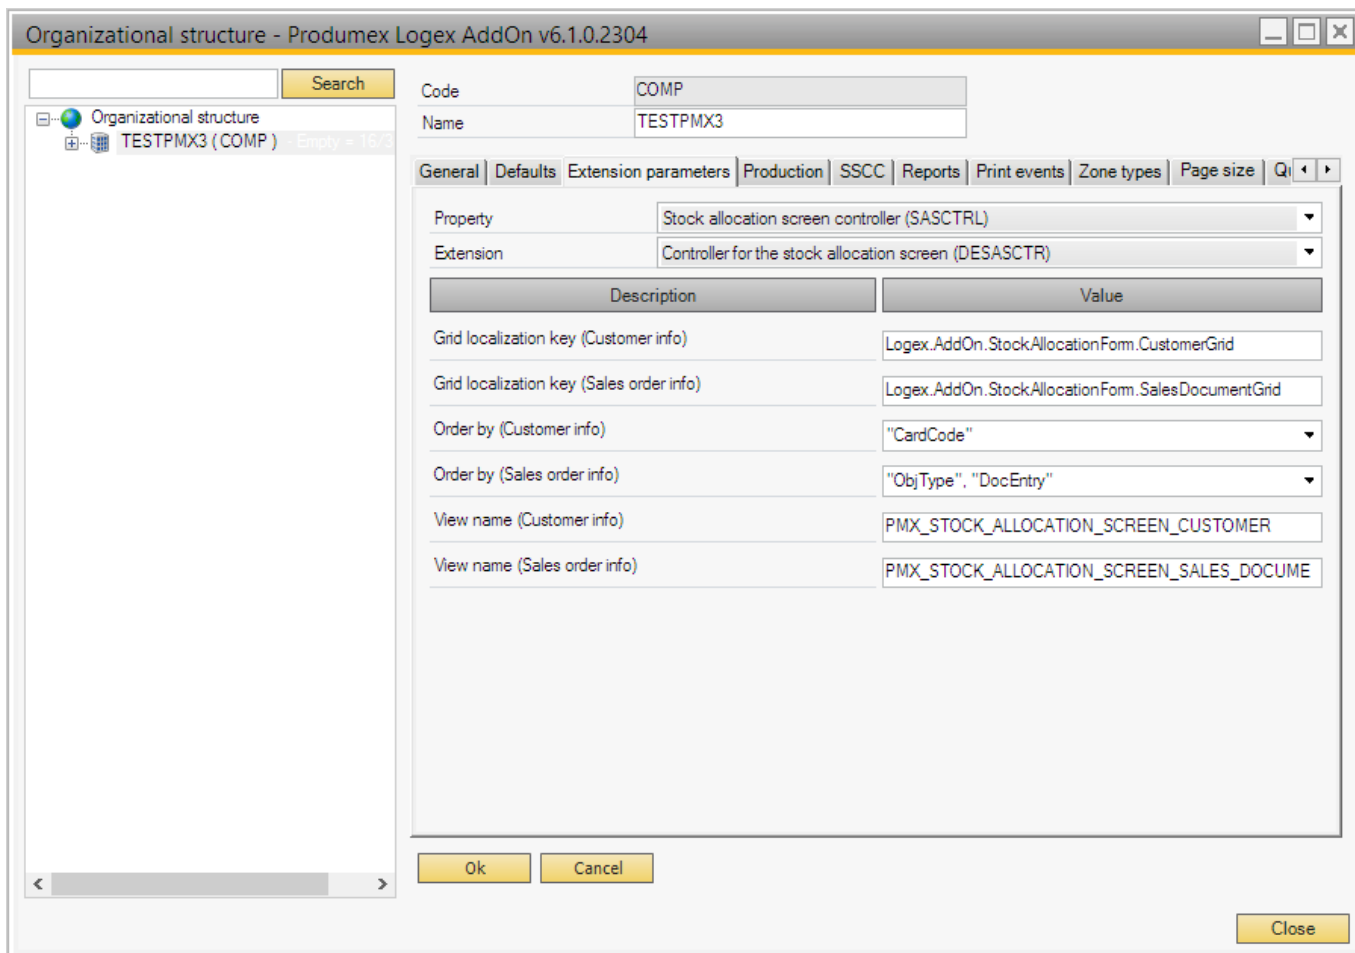 Organizational structure - Produmex Logex AddOn v6.1.0.2304
Search
Organizational structure
TESTPMX3 ( COMP ) - Empty = 16/3
Code COMP
Name TESTPMX3
General Defaults Extension parameters Production SSCC Reports Print events Zone types Page size
Property Stock allocation screen controller (SASCTRL)
Extension Controller for the stock allocation screen (DESASCTR)
Description Value
Grid localization key (Customer info) Logex.AddOn.StockAllocationForm.CustomerGrid
Grid localization key (Sales order info) Logex.AddOn.StockAllocationForm.SalesDocumentGrid
Order by (Customer info) "CardCode"
Order by (Sales order info) "ObjType", "DocEntry"
View name (Customer info) PMX_STOCK_ALLOCATION_SCREEN_CUSTOMER
View name (Sales order info) PMX_STOCK_ALLOCATION_SCREEN_SALES_DOCUME
Ok Cancel
Close